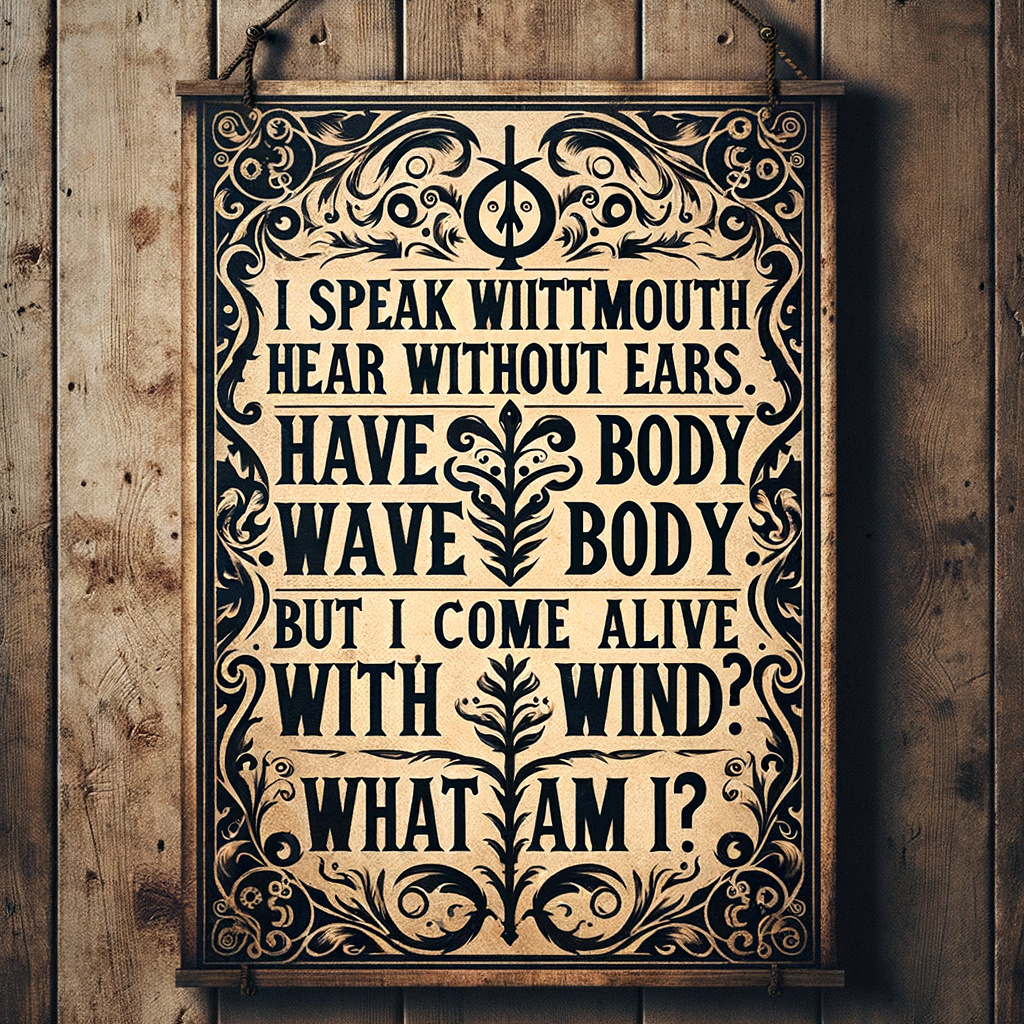 I SPEAK WIITTMOUTH
HEAR WITHOUT EARS.
HAVE BODY
WAVE BODY
BUT I COME ALIVE
WITH WIND?
WHAT AM I?